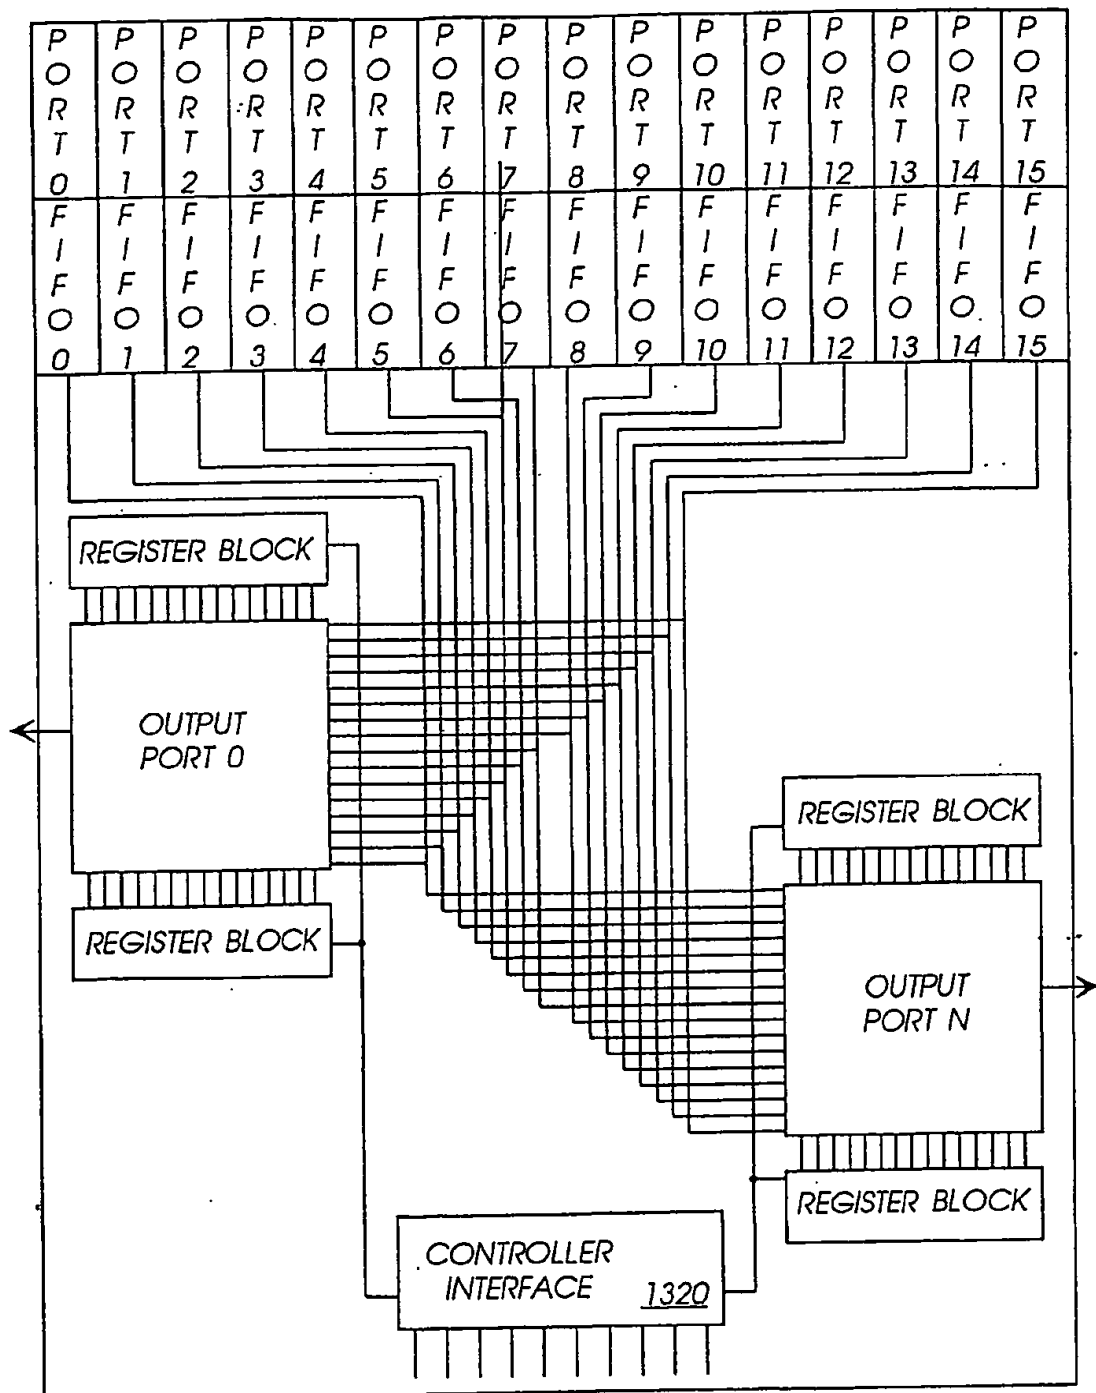 PORT 0 PORT 1 PORT 2 PORT 3 PORT 4 PORT 5 PORT 6 PORT 7 PORT 8 PORT 9 PORT 10 PORT 11 PORT 12 PORT 13 PORT 14 PORT 15
FIFO 0 FIFO 1 FIFO 2 FIFO 3 FIFO 4 FIFO 5 FIFO 6 FIFO 7 FIFO 8 FIFO 9 FIFO 10 FIFO 11 FIFO 12 FIFO 13 FIFO 14 FIFO 15
REGISTER BLOCK
OUTPUT
PORT 0
REGISTER BLOCK
REGISTER BLOCK
OUTPUT
PORT N
REGISTER BLOCK
CONTROLLER
INTERFACE 1320